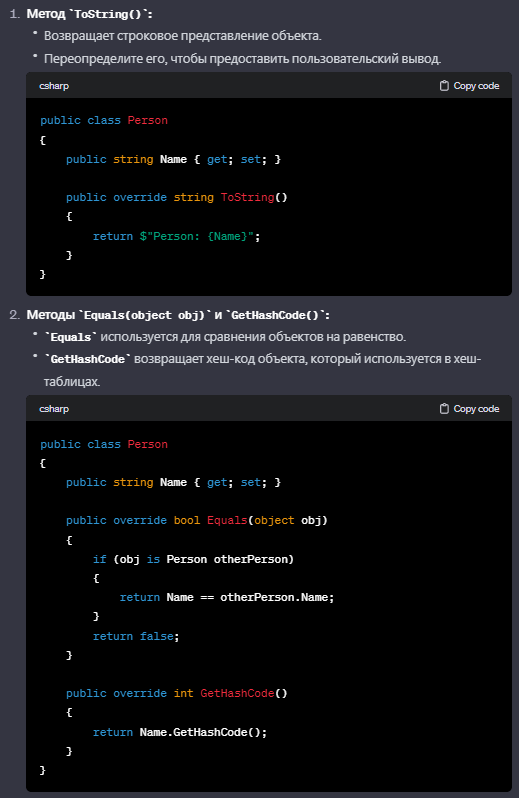 1. Метод `ToString()`:
• Возвращает строковое представление объекта.
• Переопределите его, чтобы предоставить пользовательский вывод.
csharp Copy code
public class Person
{
    public string Name { get; set; }
    public override string ToString()
    {
        return $"Person: {Name}";
    }
}
2. Методы `Equals(object obj)` и `GetHashCode()`:
• `Equals` используется для сравнения объектов на равенство.
• `GetHashCode` возвращает хеш-код объекта, который используется в хеш-
таблицах.
csharp Copy code
public class Person
{
    public string Name { get; set; }
    public override bool Equals(object obj)
    {
        if (obj is Person otherPerson)
        {
            return Name == otherPerson.Name;
        }
        return false;
    }
    public override int GetHashCode()
    {
        return Name.GetHashCode();
    }
}